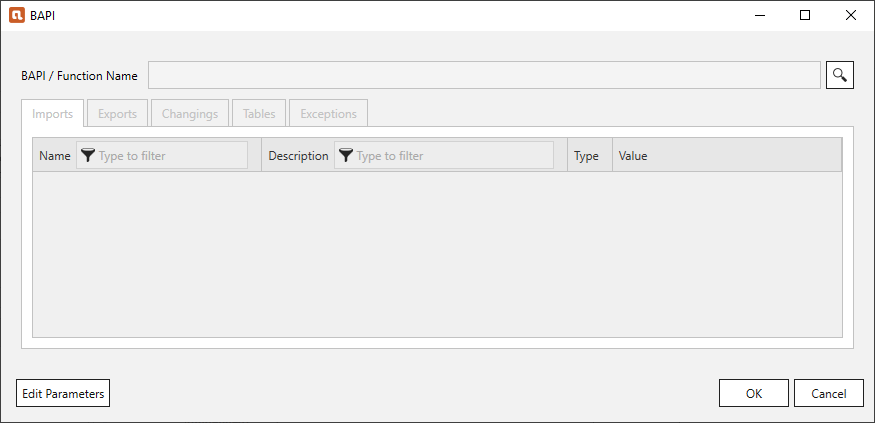 BAPI
BAPI / Function Name
Imports Exports Changings Tables Exceptions
Name Type to filter Description Type to filter Type Value
Edit Parameters OK Cancel